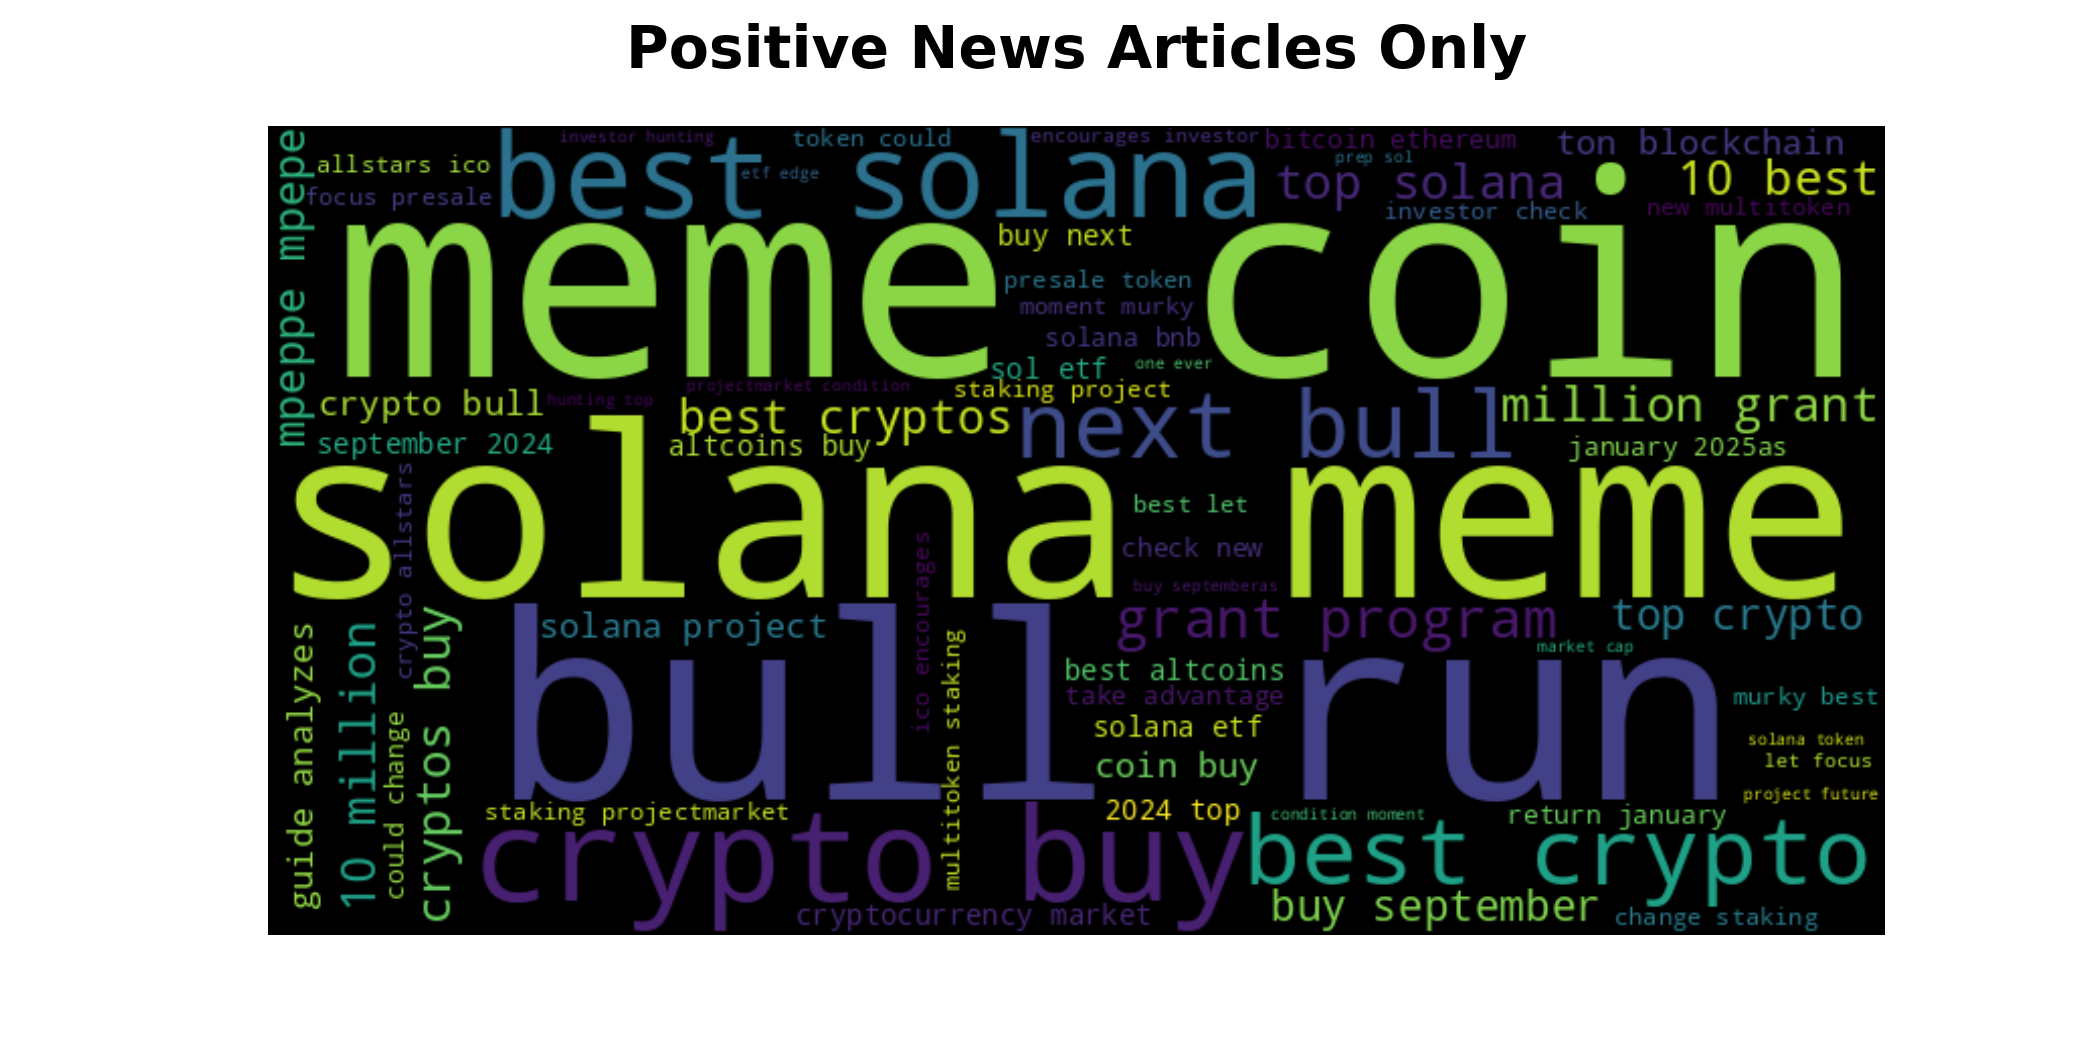 Positive News Articles Only
mpeppe mpepe
investor hunting
token could
encourages investor
bitcoin ethereum
ton blockchain
allstars ico
best solana
etf edge
prep sol
top solana
10 best
focus presale
investor check
new multitoken
meme coin
buy next
presale token
moment murky
solana bnb
sol etf
one ever
projectmarket condition
staking project
crypto bull
hunting top
best cryptos
next bull
million grant
september 2024
altcoins buy
january 2025as
solana meme
crypto allstars
best let
check new
ico encourages
buy septemberas
guide analyzes
10 million
could change
cryptos buy
solana project
bull run
grant program
top crypto
market cap
multitoken staking
best altcoins
take advantage
murky best
solana etf
solana token
coin buy
let focus
project future
staking projectmarket
2024 top
condition moment
return january
crypto buy
best crypto
buy september
cryptocurrency market
change staking